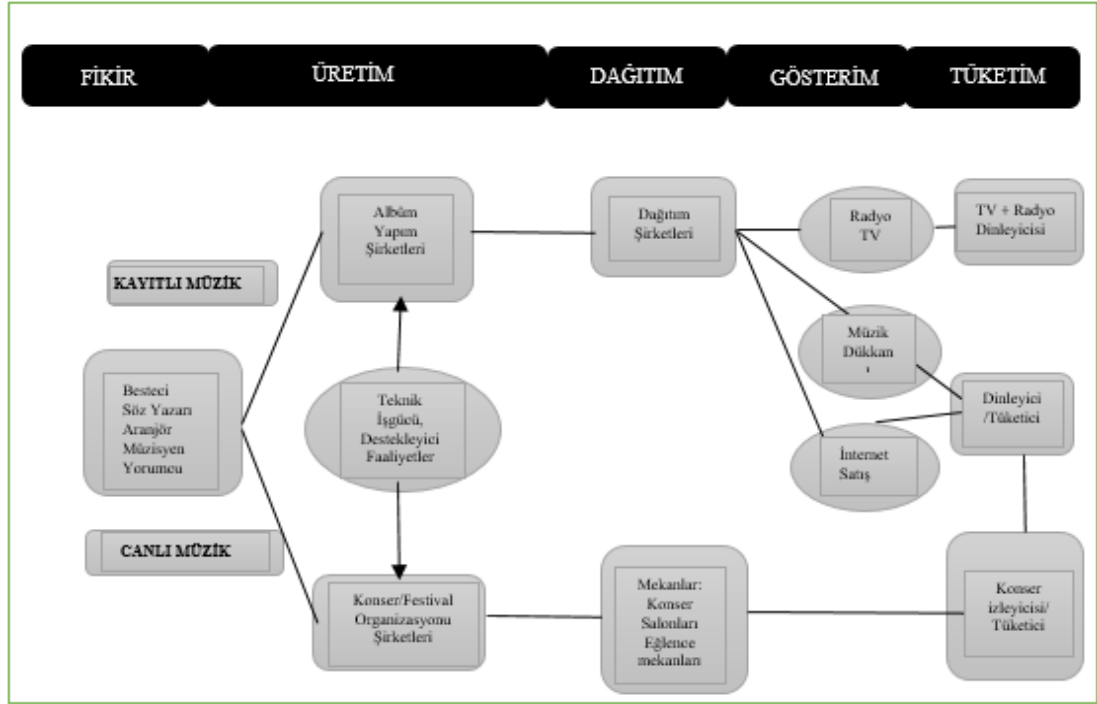 FİKİR
ÜRETİM
DAĞITIM
GÖSTERİM
TÜKETİM
Albüm
Yapım
Şirketleri
Dağıtım
Şirketleri
Radyo
TV
TV + Radyo
Dinleyicisi
KAYITLI MÜZİK
Müzik
Dükkan
ı
Besteci
Söz Yazarı
Aranjör
Müzisyen
Yorumcu
Teknik
İşgücü,
Destekleyici
Faaliyetler
Dinleyici
/Tüketici
İnternet
Satış
CANLI MÜZİK
Konser/Festival
Organizasyonu
Şirketleri
Mekanlar:
Konser
Salonları
Eğlence
mekanları
Konser
izleyicisi/
Tüketici